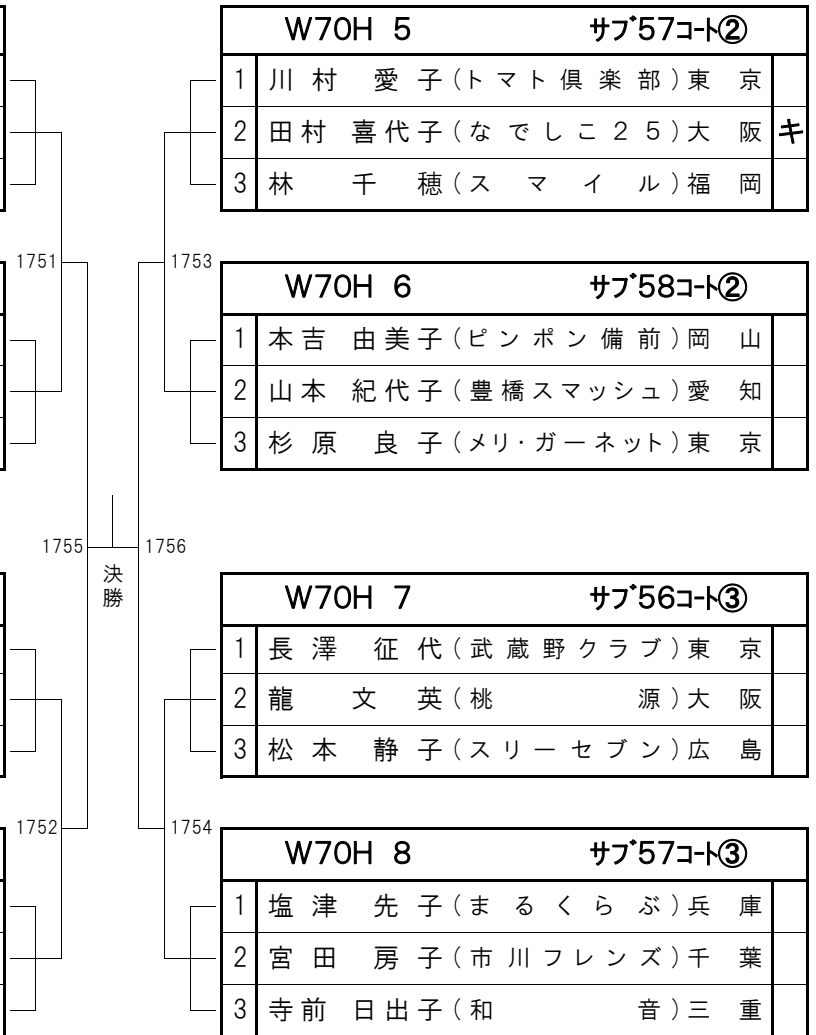 W70H 5 サブ57コート②
1 川村 愛子(トマト倶楽部)東京
2 田村 喜代子(なでしこ25)大阪 キ
3 林 千穂(スマイル)福岡
1751
1753
W70H 6 サブ58コート②
1 本吉 由美子(ピンポン備前)岡山
2 山本 紀代子(豊橋スマッシュ)愛知
3 杉原 良子(メリ・ガーネット)東京
1755
1756
決勝
W70H 7 サブ56コート③
1 長澤 征代(武蔵野クラブ)東京
2 龍 文英(桃源)大阪
3 松本 静子(スリーセブン)広島
1752
1754
W70H 8 サブ57コート③
1 塩津 先子(まるくらぶ)兵庫
2 宮田 房子(市川フレンズ)千葉
3 寺前 日出子(和音)三重